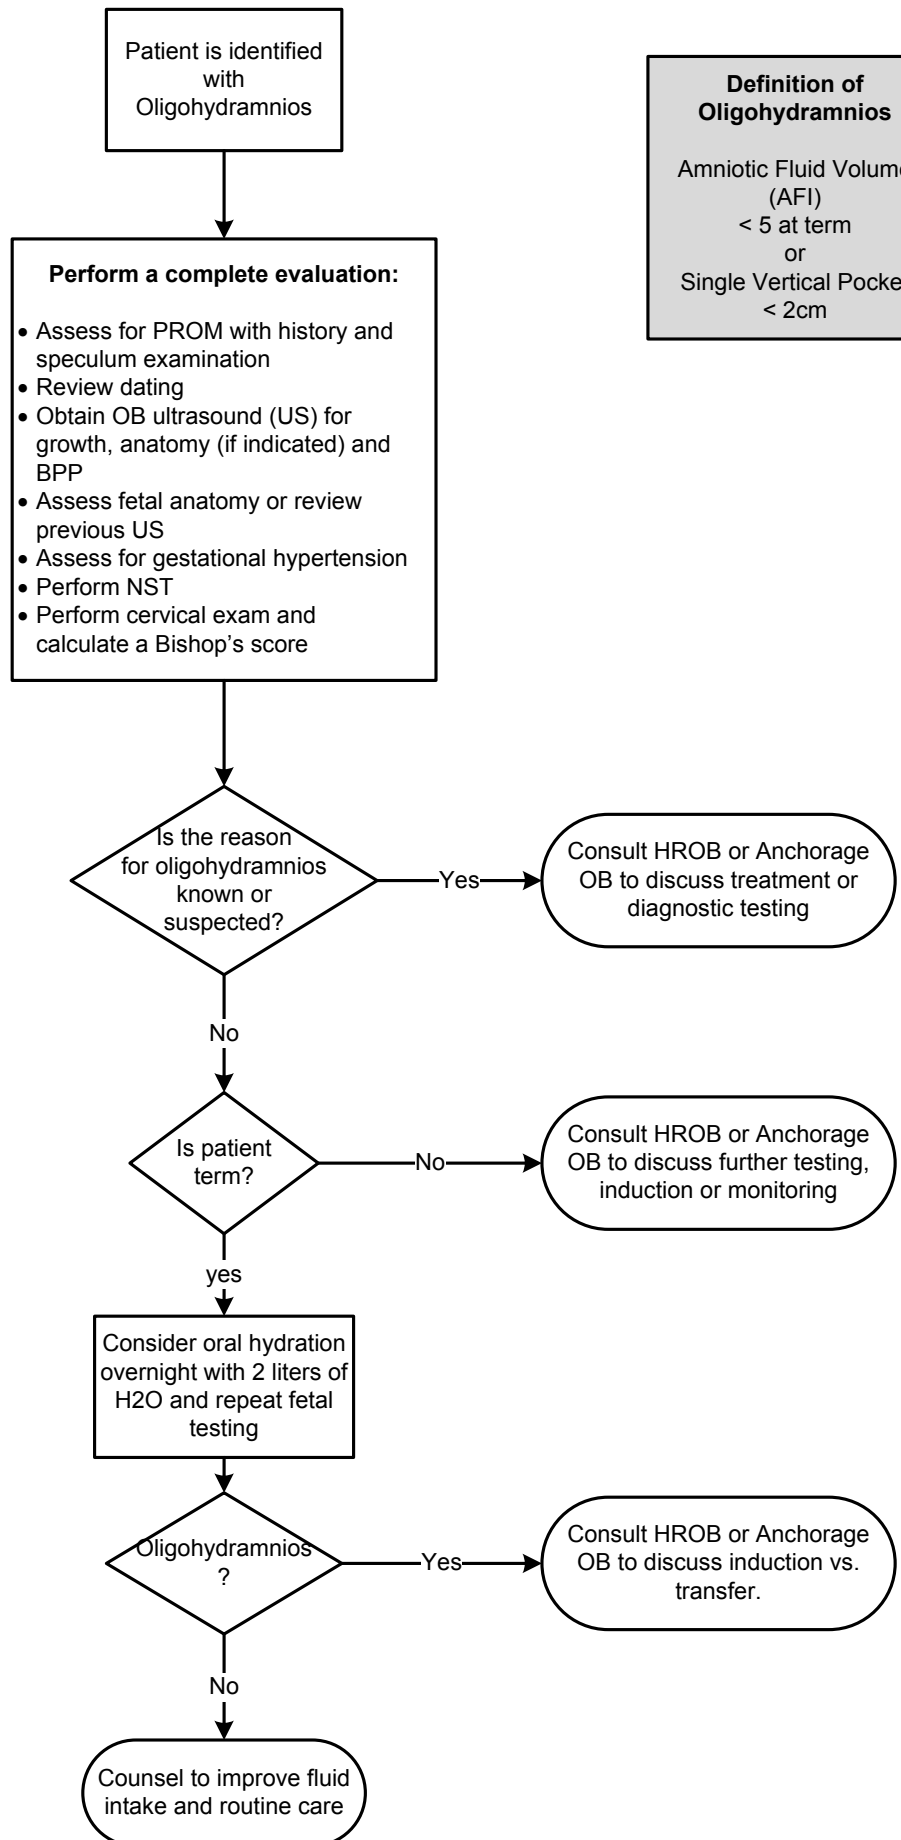 Patient is identified
with
Oligohydramnios
Definition of
Oligohydramnios
Amniotic Fluid Volum
(AFI)
< 5 at term
or
Single Vertical Pocke
< 2cm
Perform a complete evaluation:
• Assess for PROM with history and
speculum examination
• Review dating
• Obtain OB ultrasound (US) for
growth, anatomy (if indicated) and
BPP
• Assess fetal anatomy or review
previous US
• Assess for gestational hypertension
• Perform NST
• Perform cervical exam and
calculate a Bishop's score
Is the reason
for oligohydramnios
known or
suspected?
Yes
Consult HROB or Anchorage
OB to discuss treatment or
diagnostic testing
No
Is patient
term?
No
Consult HROB or Anchorage
OB to discuss further testing,
induction or monitoring
yes
Consider oral hydration
overnight with 2 liters of
H2O and repeat fetal
testing
Oligohydramnios
?
Yes
Consult HROB or Anchorage
OB to discuss induction vs.
transfer.
No
Counsel to improve fluid
intake and routine care